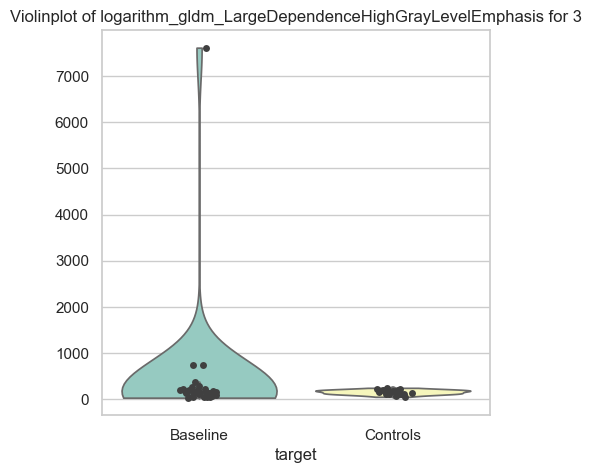 Violinplot of logarithm_gldm_LargeDependenceHighGrayLevelEmphasis for 3
7000
6000
5000
4000
3000
2000
1000
0
Baseline Controls
target